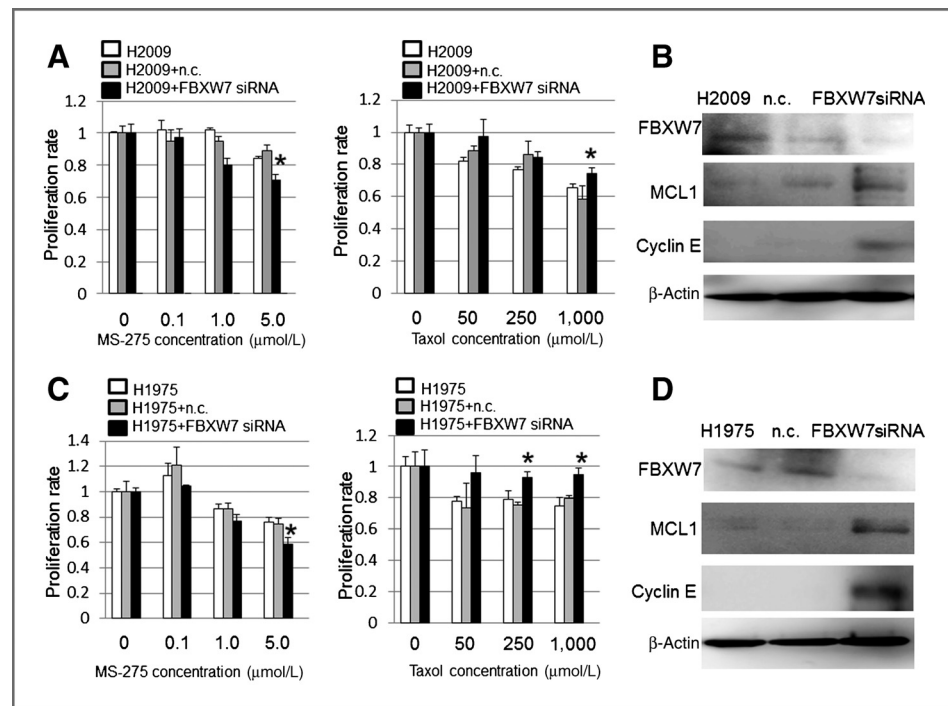 A
H2009
H2009+n.c.
H2009+FBXW7 siRNA
Proliferation rate
1.2
1
0.8
0.6
0.4
0.2
0
*
0 0.1 1.0 5.0
MS-275 concentration (μmol/L)
H2009
H2009+n.c.
H2009+FBXW7 siRNA
Proliferation rate
1.2
1
0.8
0.6
0.4
0.2
0
*
0 50 250 1,000
Taxol concentration (μmol/L)
B
H2009 n.c. FBXW7siRNA
FBXW7
MCL1
Cyclin E
β-Actin
C
H1975
H1975+n.c.
H1975+FBXW7 siRNA
Proliferation rate
1.4
1.2
1
0.8
0.6
0.4
0.2
0
*
0 0.1 1.0 5.0
MS-275 concentration (μmol/L)
H1975
H1975+n.c.
H1975+FBXW7 siRNA
Proliferation rate
1.2
1
0.8
0.6
0.4
0.2
0
* *
0 50 250 1,000
Taxol concentration (μmol/L)
D
H1975 n.c. FBXW7siRNA
FBXW7
MCL1
Cyclin E
β-Actin